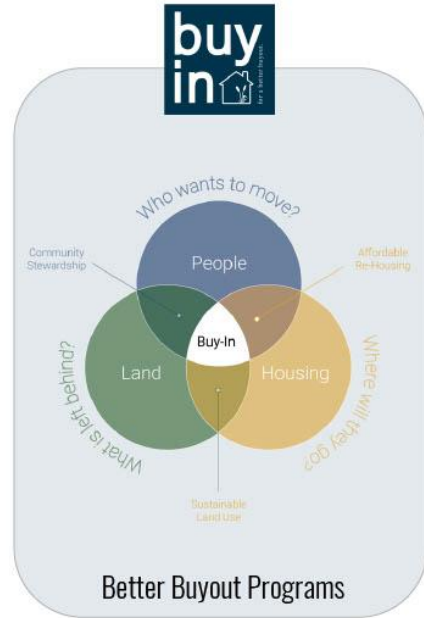 buy
in
for a better buyout.
Who wants to move?
Community
Stewardship
Affordable
Re-Housing
People
Buy-In
Land
Housing
What is left behind?
Where will they go?
Sustainable
Land Use
Better Buyout Programs